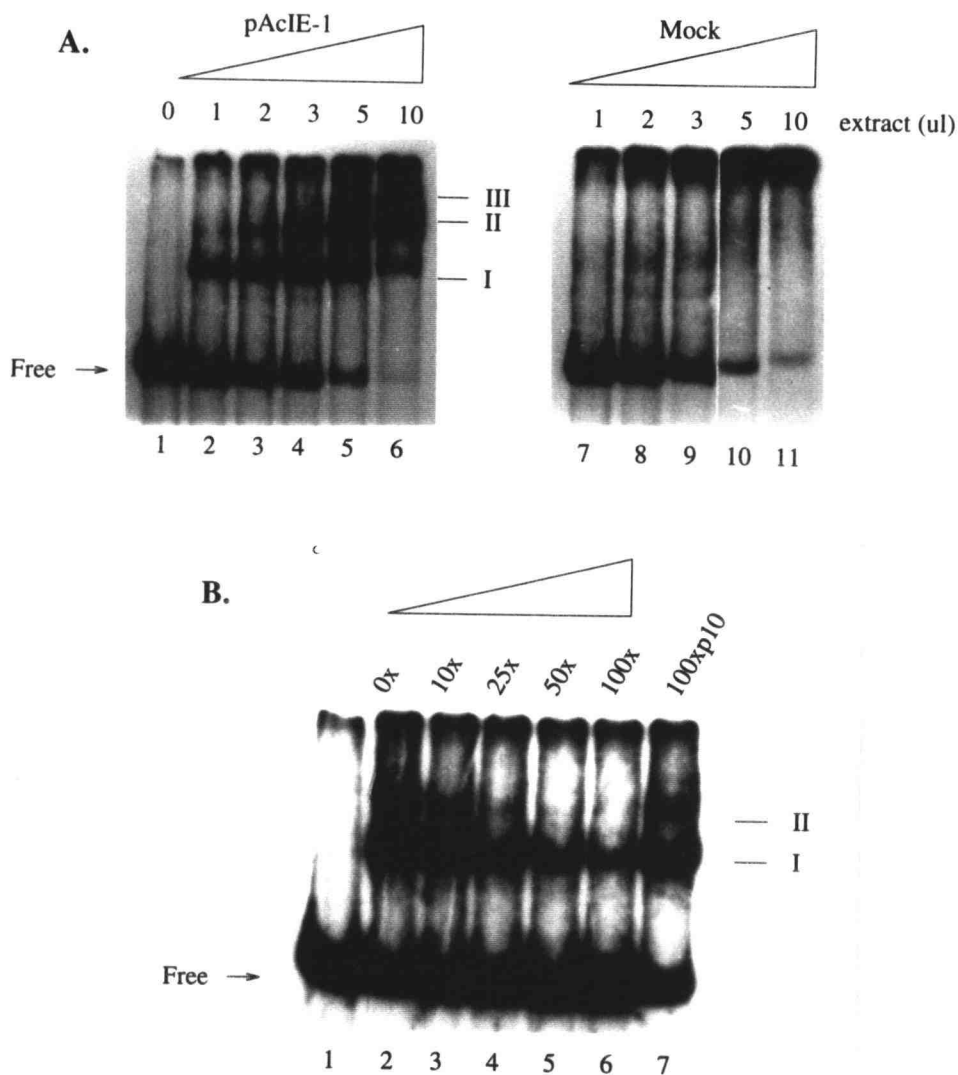 A.
pAcIE-1
Mock
0 1 2 3 5 10
1 2 3 5 10 extract (ul)
III
II
I
Free →
1 2 3 4 5 6
7 8 9 10 11
B.
0x 10x 25x 50x 100x 100xp10
II
I
Free →
1 2 3 4 5 6 7